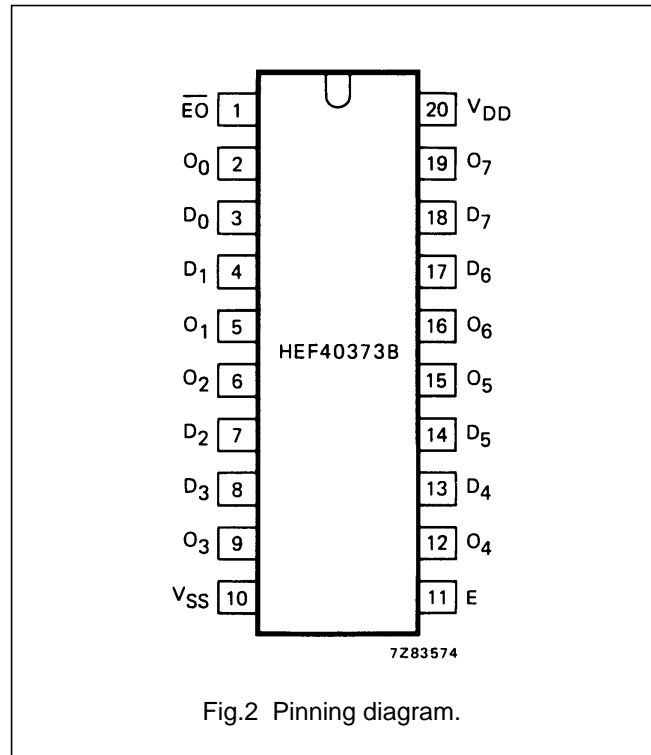 E̅O̅ 1 20 VDD
O0 2 19 O7
D0 3 18 D7
D1 4 17 D6
O1 5 16 O6
HEF40373B
O2 6 15 O5
D2 7 14 D5
D3 8 13 D4
O3 9 12 O4
VSS 10 11 E
7Z83574
Fig.2 Pinning diagram.